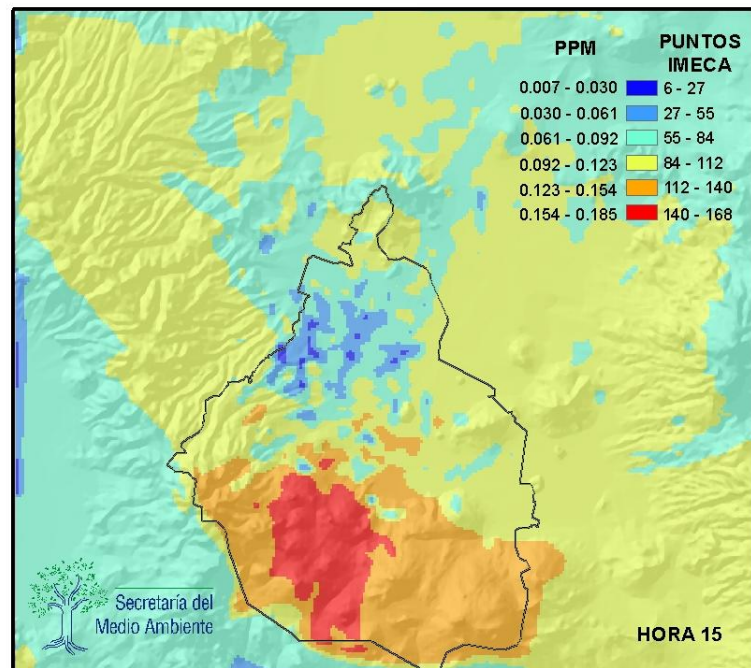 PPM PUNTOS IMECA
0.007 - 0.030 6 - 27
0.030 - 0.061 27 - 55
0.061 - 0.092 55 - 84
0.092 - 0.123 84 - 112
0.123 - 0.154 112 - 140
0.154 - 0.185 140 - 168
Secretaría del
Medio Ambiente
HORA 15